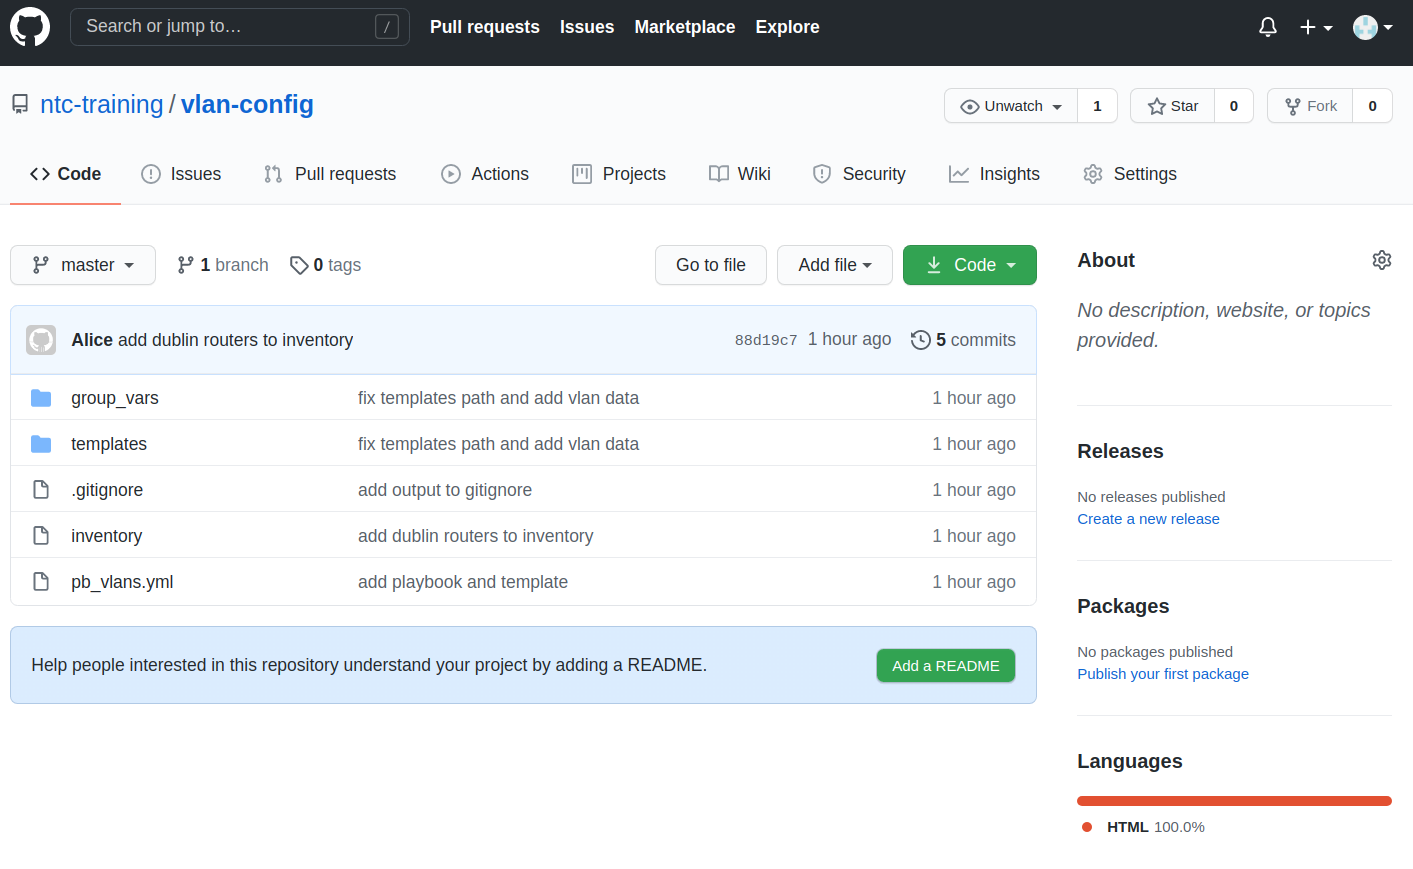 Search or jump to… / Pull requests Issues Marketplace Explore
ntc-training / vlan-config Unwatch 1 Star 0 Fork 0
Code Issues Pull requests Actions Projects Wiki Security Insights Settings
master 1 branch 0 tags Go to file Add file Code
Alice add dublin routers to inventory 88d19c7 1 hour ago 5 commits
group_vars fix templates path and add vlan data 1 hour ago
templates fix templates path and add vlan data 1 hour ago
.gitignore add output to gitignore 1 hour ago
inventory add dublin routers to inventory 1 hour ago
pb_vlans.yml add playbook and template 1 hour ago
Help people interested in this repository understand your project by adding a README. Add a README
About
No description, website, or topics
provided.
Releases
No releases published
Create a new release
Packages
No packages published
Publish your first package
Languages
HTML 100.0%